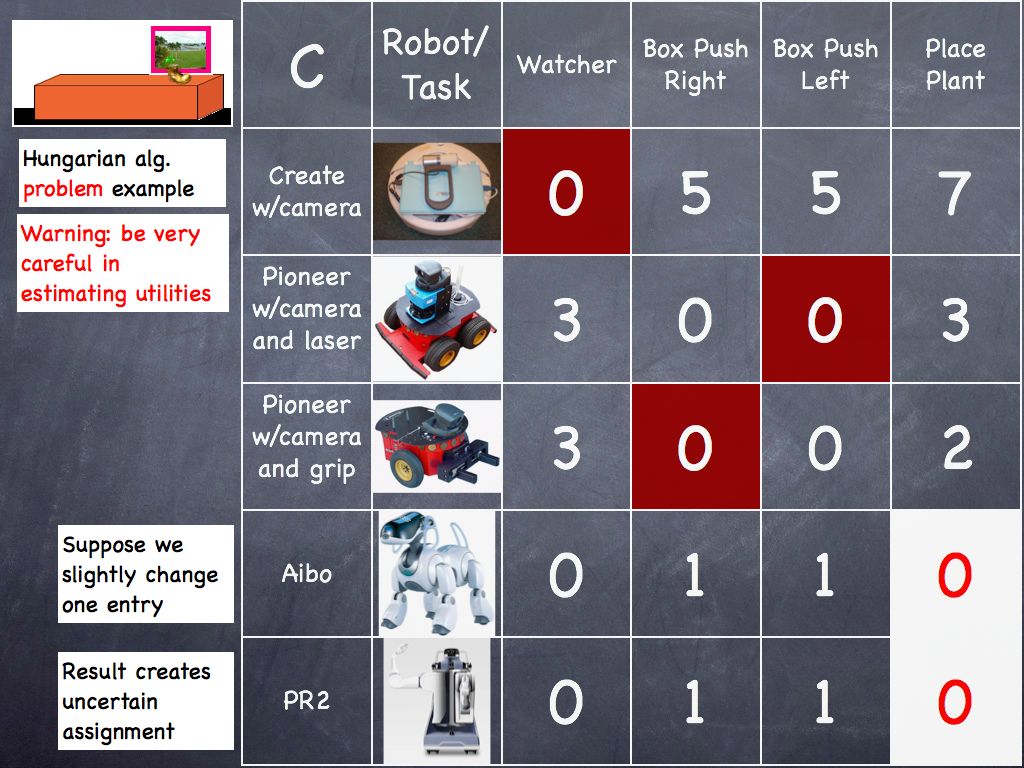 C
Robot/
Task
Watcher
Box Push
Right
Box Push
Left
Place
Plant
Hungarian alg.
problem example
Warning: be very
careful in
estimating utilities
Create
w/camera
0 5 5 7
Pioneer
w/camera
and laser
3 0 0 3
Pioneer
w/camera
and grip
3 0 0 2
Suppose we
slightly change
one entry
Aibo
0 1 1 0
Result creates
uncertain
assignment
PR2
0 1 1 0